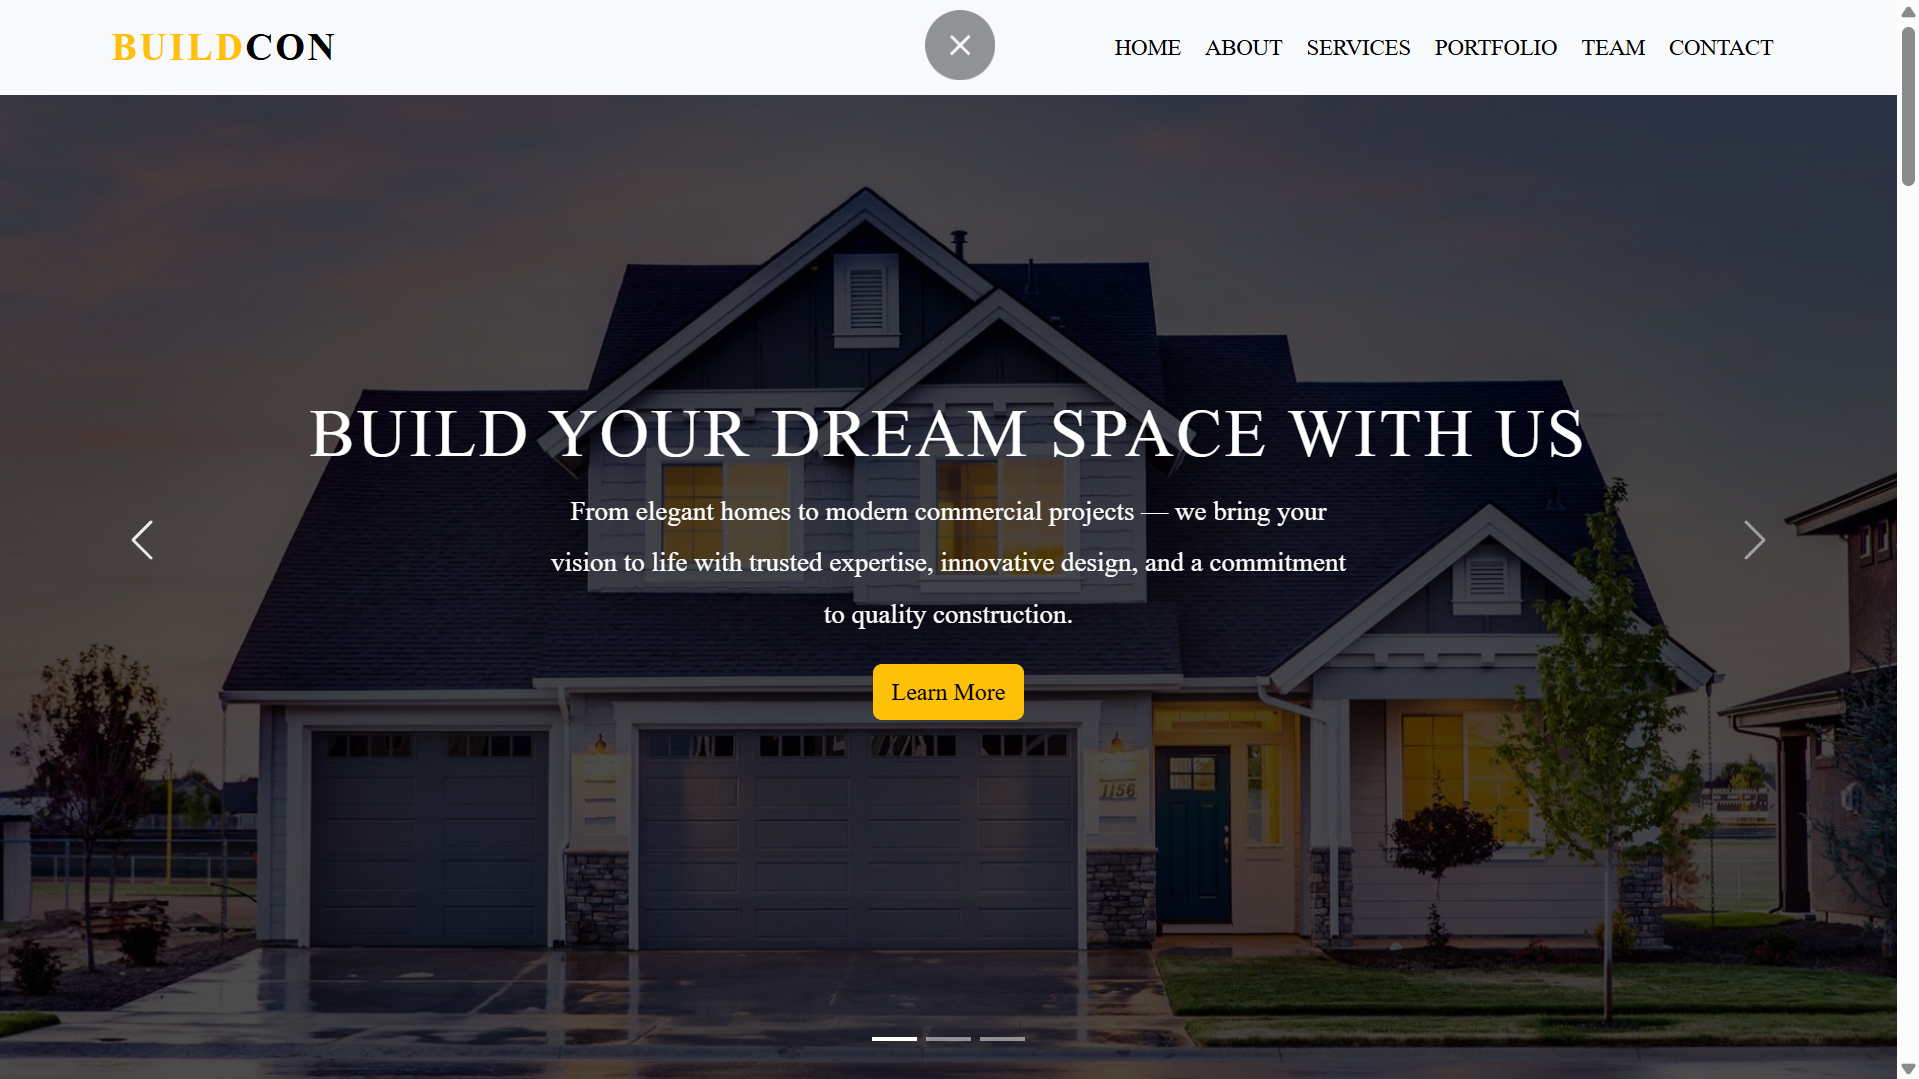 BUILDCON
HOME ABOUT SERVICES PORTFOLIO TEAM CONTACT
BUILD YOUR DREAM SPACE WITH US
From elegant homes to modern commercial projects — we bring your
vision to life with trusted expertise, innovative design, and a commitment
to quality construction.
Learn More
1156